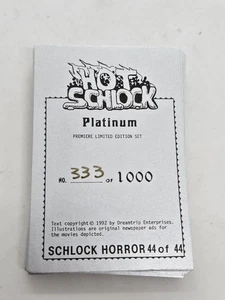 HOT
SCHLOCK
Platinum
PREMIERE LIMITED EDITION SET
NO. 333 of 1000
Text copyright © 1992 by Dreamtrip Enterprises.
Illustrations are original newspaper ads for
the movies depicted.
SCHLOCK HORROR 44 of 44